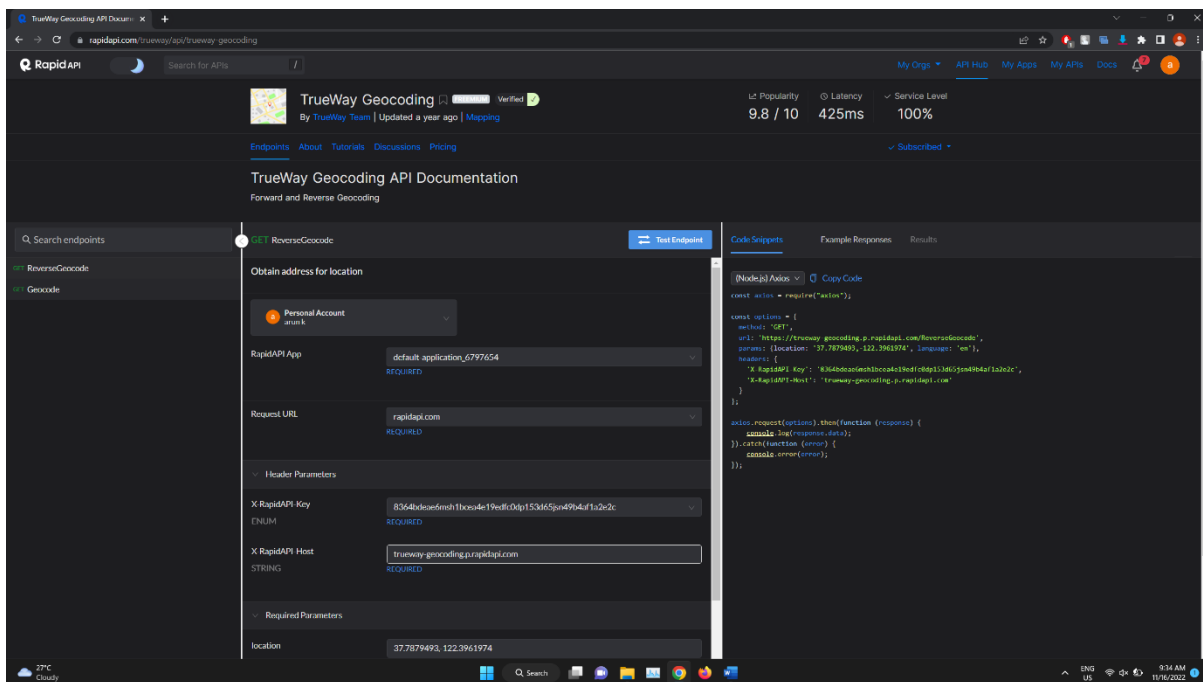 TrueWay Geocoding API Docume
rapidapi.com/trueway/api/trueway-geocoding
Rapid API
Search for APIs
/
My Orgs
API Hub
My Apps
My APIs
Docs
a
TrueWay Geocoding
FREEMIUM
Verified
By TrueWay Team | Updated a year ago | Mapping
Popularity
9.8 / 10
Latency
425ms
Service Level
100%
Endpoints About Tutorials Discussions Pricing
Subscribed
TrueWay Geocoding API Documentation
Forward and Reverse Geocoding
Search endpoints
GET ReverseGeocode
GET Geocode
GET ReverseGeocode
Test Endpoint
Obtain address for location
a
Personal Account
arun k
RapidAPI App
default application_6797654
REQUIRED
Request URL
rapidapi.com
REQUIRED
Header Parameters
X-RapidAPI-Key
ENUM
REQUIRED
X-RapidAPI-Host
STRING
trueway-geocoding.p.rapidapi.com
REQUIRED
Required Parameters
location
37.7879493, 122.3961974
Code Snippets
Example Responses
Results
(Node.js) Axios
Copy Code
const axios = require("axios");
const options = {
method: 'GET',
url: 'https://trueway-geocoding.p.rapidapi.com/ReverseGeocode',
params: {location: '37.7879493,-122.3961974', language: 'en'},
headers: {
'X-RapidAPI-Key':
'X-RapidAPI-Host': 'trueway-geocoding.p.rapidapi.com'
}
};
axios.request(options).then(function (response) {
console.log(response.data);
}).catch(function (error) {
console.error(error);
});
27°C
Cloudy
Search
ENG
US
9:34 AM
11/16/2022